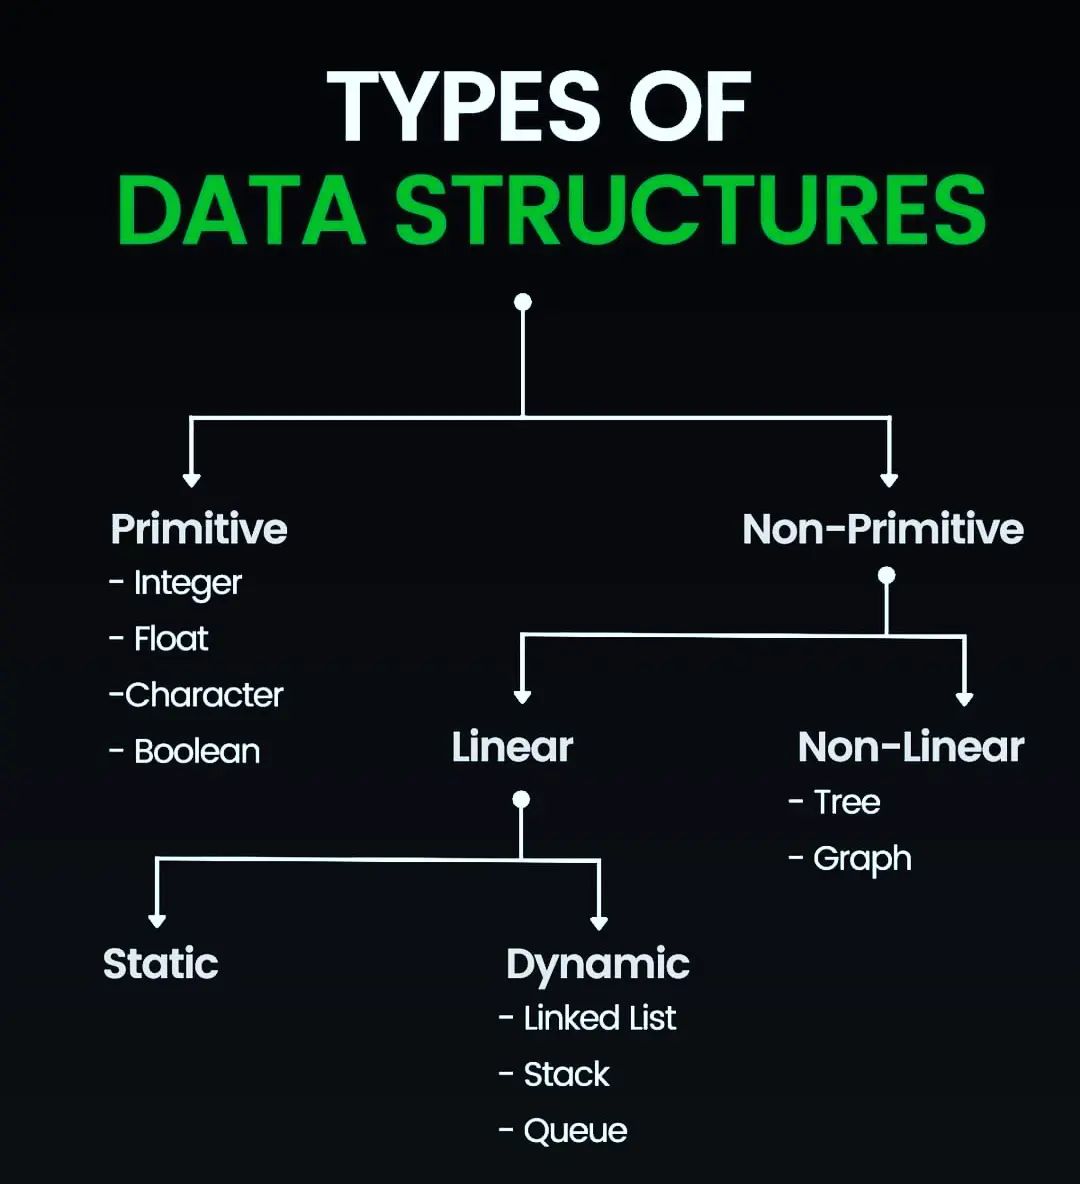 TYPES OF
DATA STRUCTURES
Primitive
- Integer
- Float
-Character
- Boolean
Non-Primitive
Linear
Non-Linear
- Tree
- Graph
Static
Dynamic
- Linked List
- Stack
- Queue